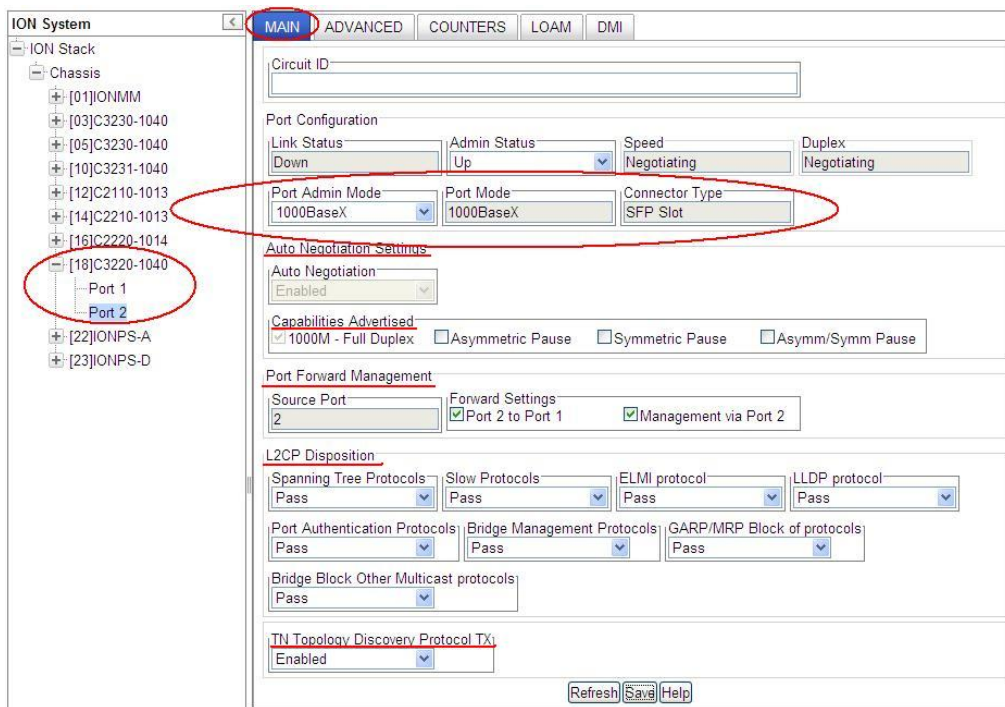 ION System
ION Stack
Chassis
[01]IONMM
[03]C3230-1040
[05]C3230-1040
[10]C3231-1040
[12]C2110-1013
[14]C2210-1013
[16]C2220-1014
[18]C3220-1040
Port 1
Port 2
[22]IONPS-A
[23]IONPS-D
MAIN ADVANCED COUNTERS LOAM DMI
Circuit ID
Port Configuration
Link Status Admin Status Speed Duplex
Down Up Negotiating Negotiating
Port Admin Mode Port Mode Connector Type
1000BaseX 1000BaseX SFP Slot
Auto Negotiation Settings
Auto Negotiation
Enabled
Capabilities Advertised
1000M - Full Duplex Asymmetric Pause Symmetric Pause Asymm/Symm Pause
Port Forward Management
Source Port Forward Settings
2 Port 2 to Port 1 Management via Port 2
L2CP Disposition
Spanning Tree Protocols Slow Protocols ELMI protocol LLDP protocol
Pass Pass Pass Pass
Port Authentication Protocols Bridge Management Protocols GARP/MRP Block of protocols
Pass Pass Pass
Bridge Block Other Multicast protocols
Pass
TN Topology Discovery Protocol TX
Enabled
Refresh Save Help